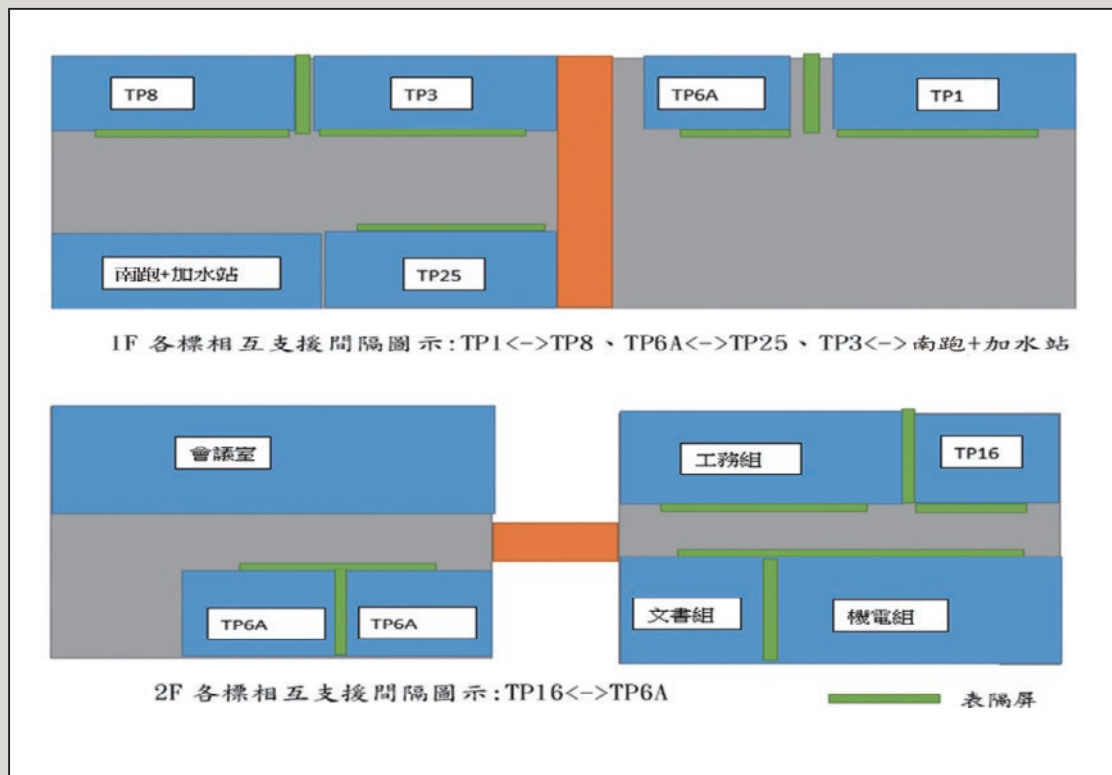 TP8
TP3
TP6A
TP1
南跑+加水站
TP25
1F 各標相互支援間隔圖示:TP1<->TP8、TP6A<->TP25、TP3<->南跑+加水站
會議室
工務組
TP16
TP6A
TP6A
文書組
機電組
2F 各標相互支援間隔圖示:TP16<->TP6A
表隔屏